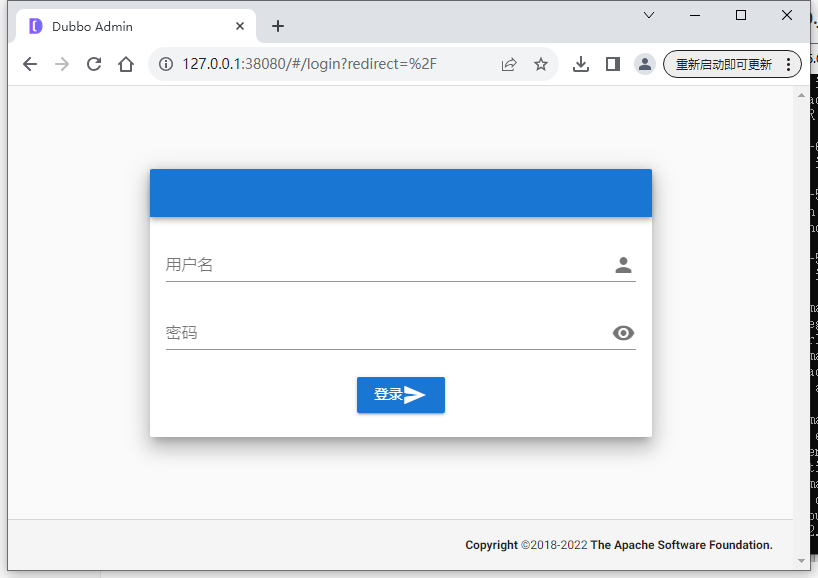 Dubbo Admin
127.0.0.1:38080/#/login?redirect=%2F
重新启动即可更新
用户名
密码
登录
Copyright ©2018-2022 The Apache Software Foundation.